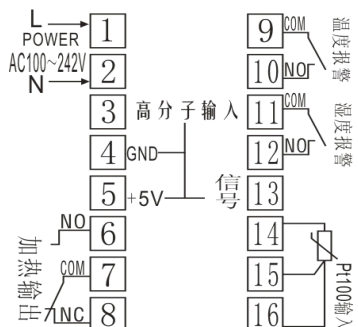 L
POWER
AC100~242V
N
1
2
3
4
5
6
7
8
高分子输入
GND
+5V
信号
NO
COM
NC
加热输出
9
10
11
12
13
14
15
16
COM
NO
温度报警
COM
NO
湿度报警
Pt100输入